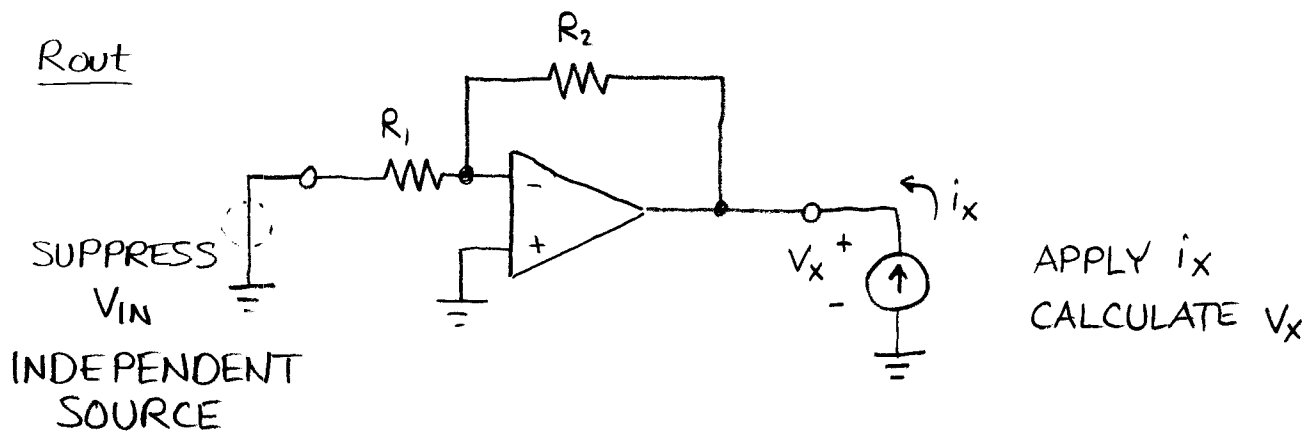 Rout
R2
R1
-
+
ix
Vx
+
-
SUPPRESS
VIN
INDEPENDENT
SOURCE
APPLY ix
CALCULATE Vx